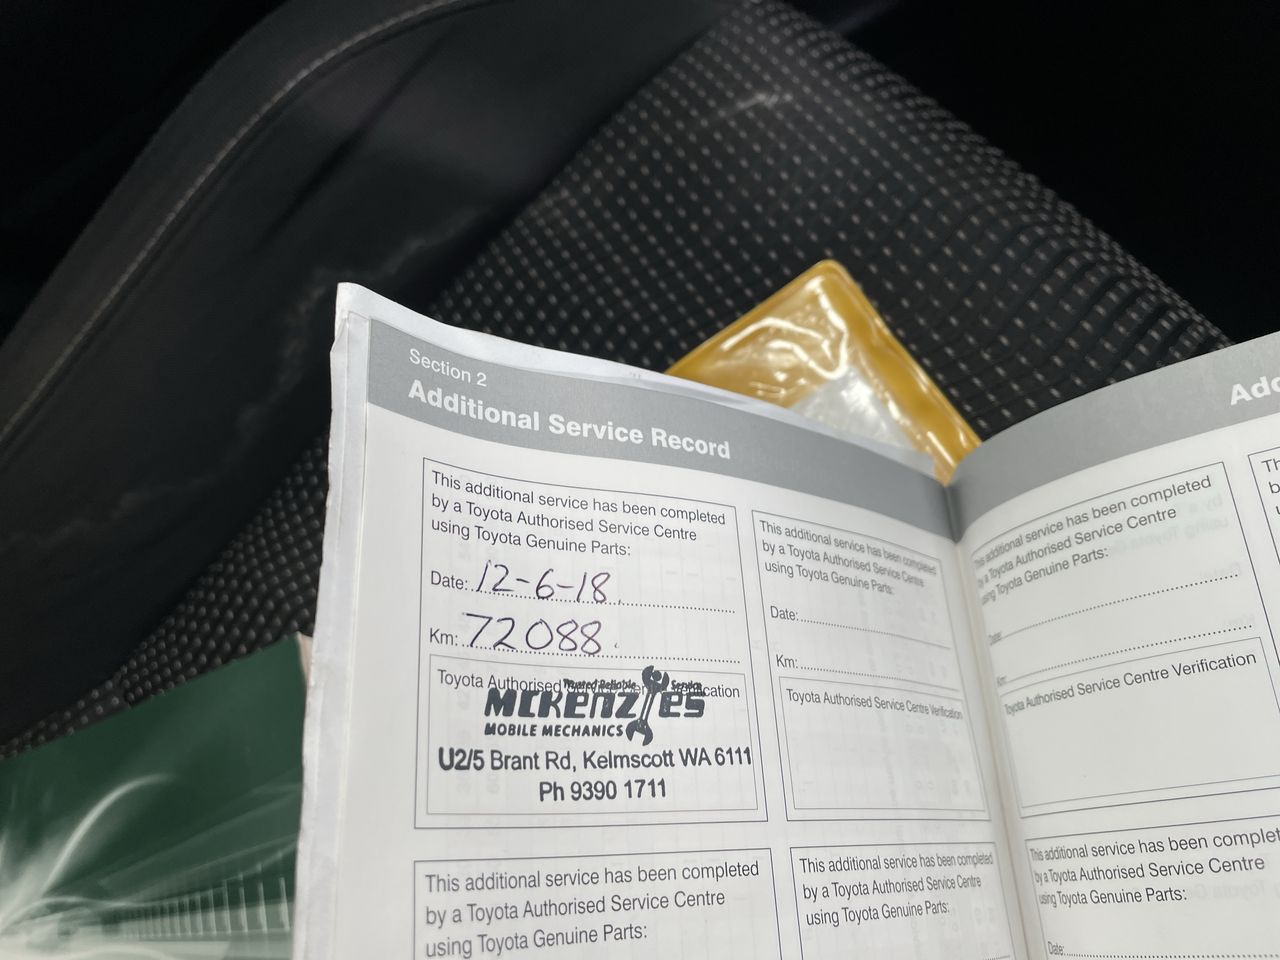 Section 2
Additional Service Record
This additional service has been completed
by a Toyota Authorised Service Centre
using Toyota Genuine Parts:
Date: 12-6-18
Km: 72088
Toyota Authorised
Trusted Reliable Service
MCKENZIES
MOBILE MECHANICS
U2/5 Brant Rd, Kelmscott WA 6111
Ph 9390 1711
This additional service has been completed
by a Toyota Authorised Service Centre
using Toyota Genuine Parts:
This additional service has been completed
by a Toyota Authorised Service Centre
using Toyota Genuine Parts:
Date:
Km:
Toyota Authorised Service Centre Verification
This additional service has been completed
by a Toyota Authorised Service Centre
using Toyota Genuine Parts:
This additional service has been completed
by a Toyota Authorised Service Centre
using Toyota Genuine Parts:
Date:
Km:
Toyota Authorised Service Centre Verification
This additional service has been complet
by a Toyota Authorised Service Centre
using Toyota Genuine Parts:
Date: